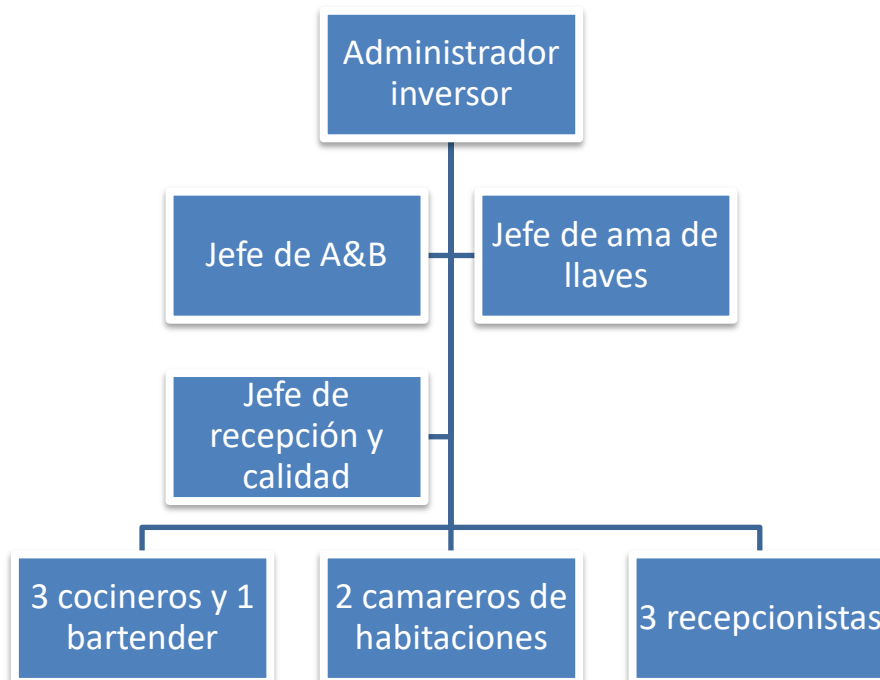 Administrador
inversor
Jefe de A&B
Jefe de ama de
llaves
Jefe de
recepción y
calidad
3 cocineros y 1
bartender
2 camareros de
habitaciones
3 recepcionistas